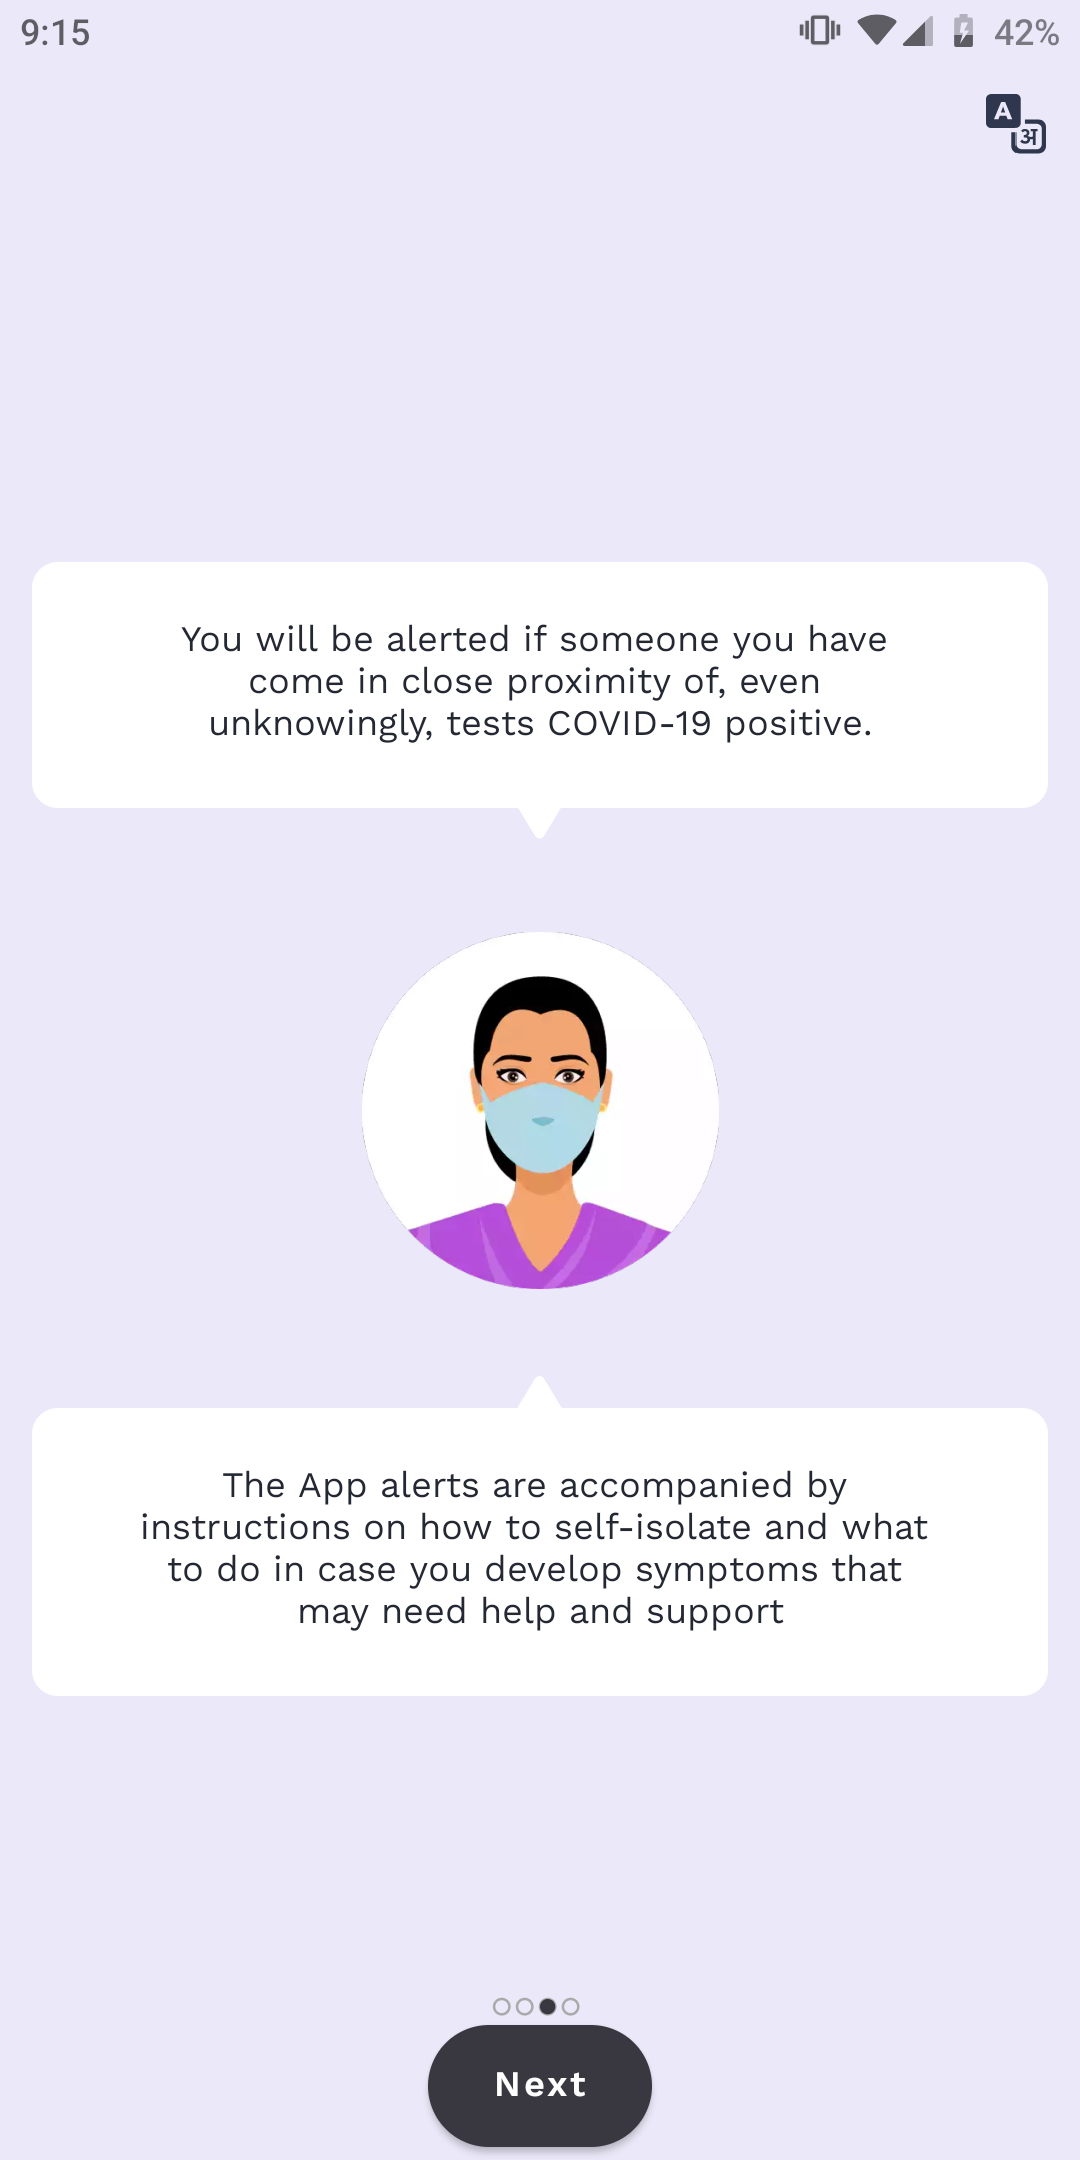 9:15
42%
A
अ
You will be alerted if someone you have
come in close proximity of, even
unknowingly, tests COVID-19 positive.
The App alerts are accompanied by
instructions on how to self-isolate and what
to do in case you develop symptoms that
may need help and support
Next